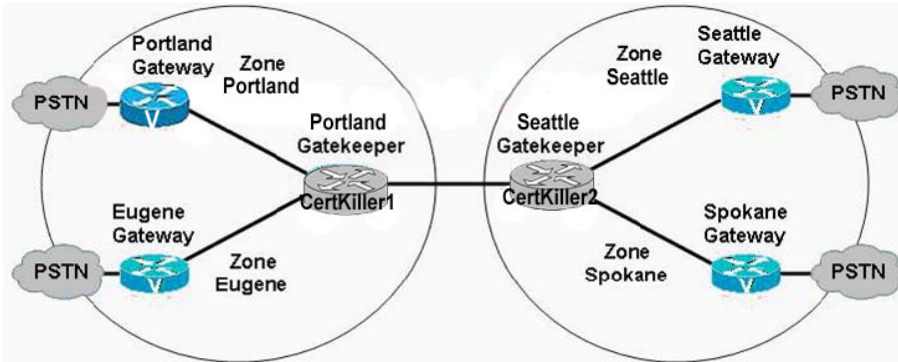 Portland
Gateway
Zone
Portland
PSTN
V
Portland
Gatekeeper
CertKiller1
Eugene
Gateway
Zone
Eugene
PSTN
V
Zone
Seattle
Seattle
Gateway
PSTN
V
Seattle
Gatekeeper
CertKiller2
Spokane
Gateway
Zone
Spokane
PSTN
V